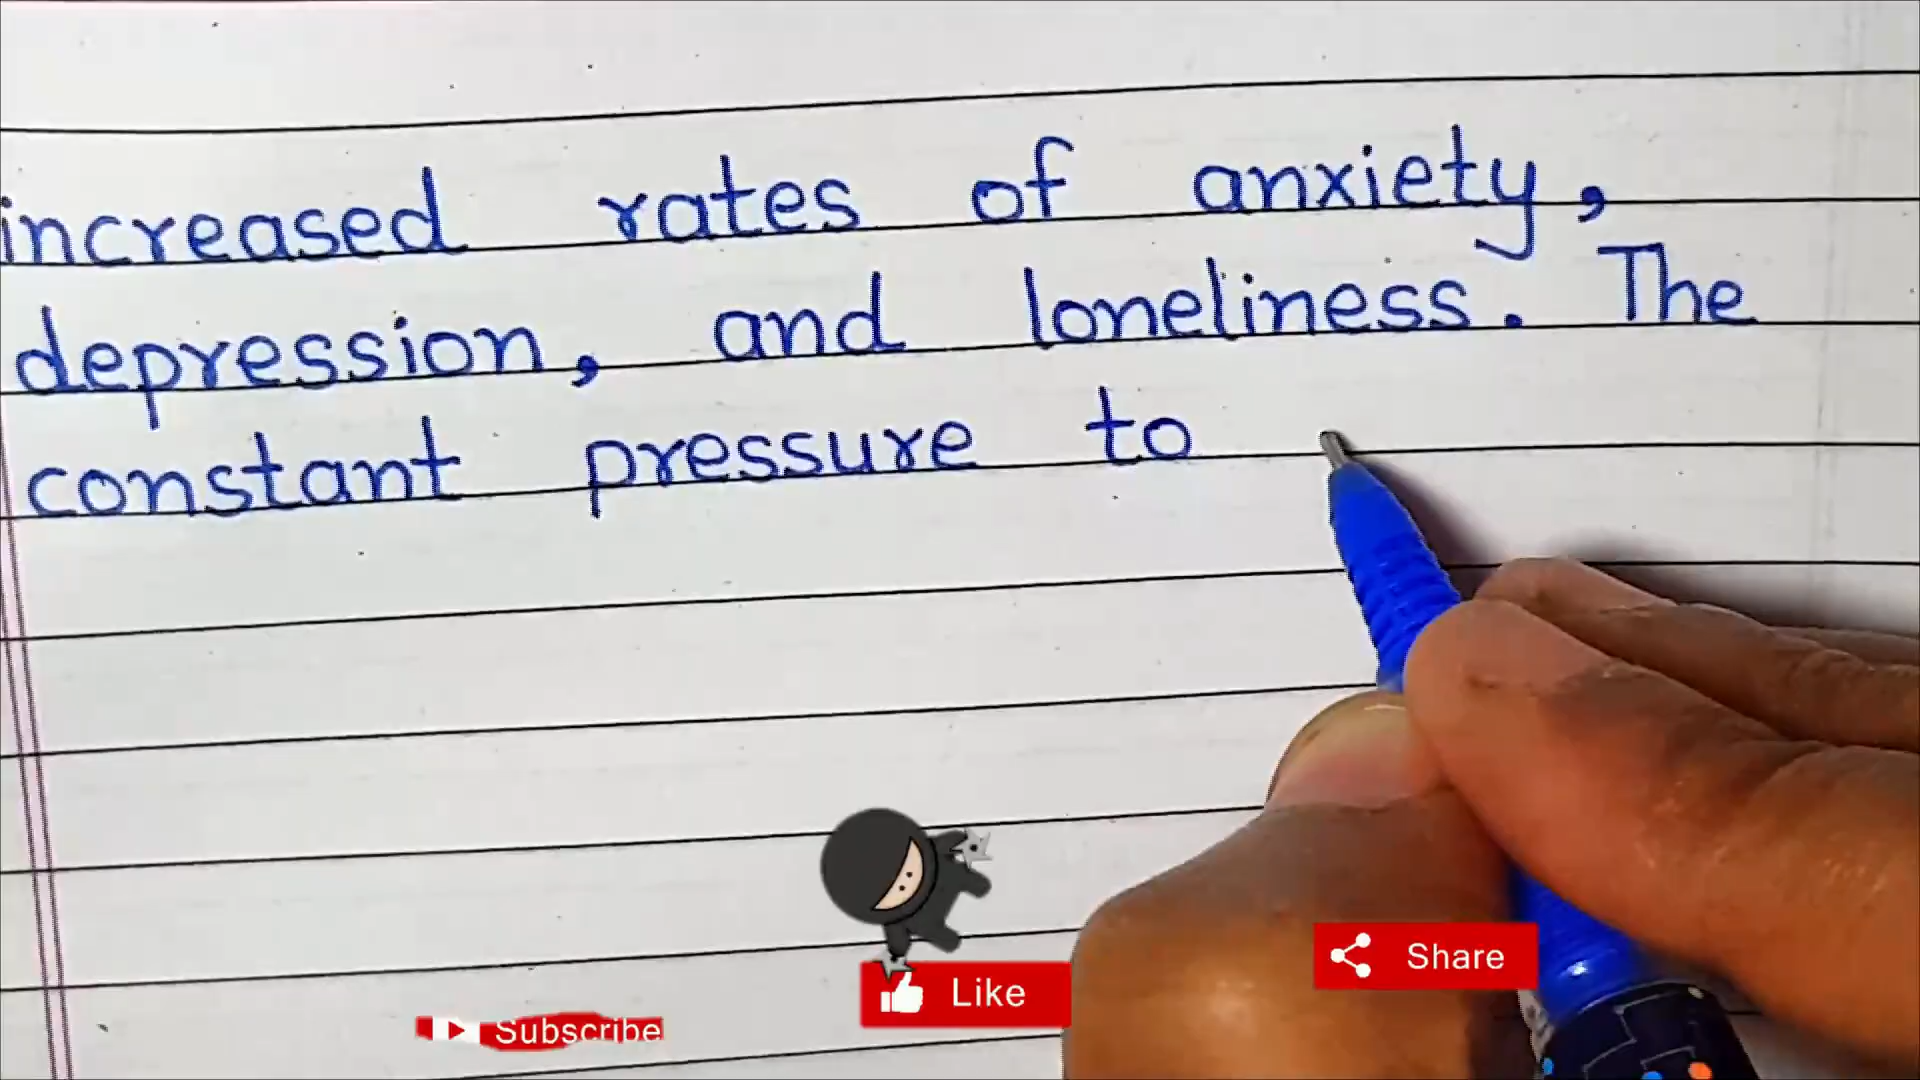 increased rates of anxiety,
depression, and loneliness. The
constant pressure to
Share
Like
Subscribe